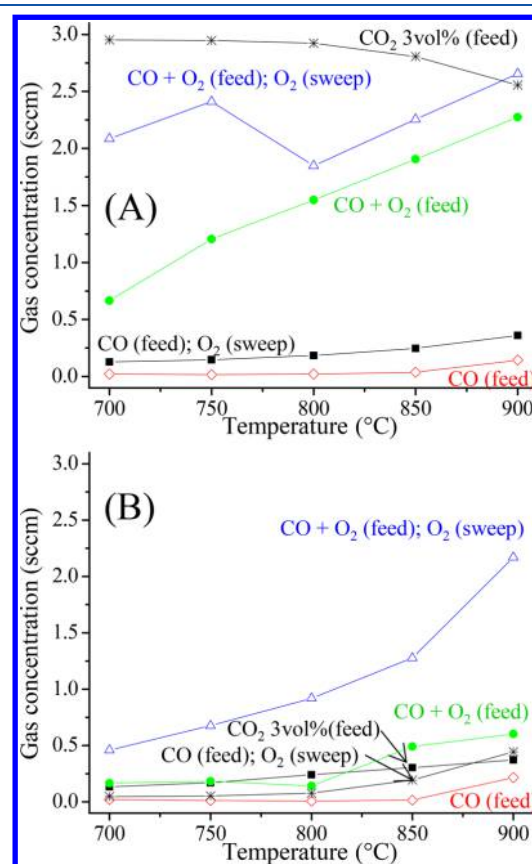 3.0
CO₂ 3vol% (feed)
CO + O₂ (feed); O₂ (sweep)
2.5
2.0
CO + O₂ (feed)
1.5
(A)
1.0
0.5
CO (feed); O₂ (sweep)
0.0
CO (feed)
Gas concentration (sccm)
700 750 800 850 900
Temperature (°C)
3.0
(B)
2.5
CO + O₂ (feed); O₂ (sweep)
2.0
1.5
1.0
CO + O₂ (feed)
CO₂ 3vol%(feed)
0.5
CO (feed); O₂ (sweep)
0.0
CO (feed)
Gas concentration (sccm)
700 750 800 850 900
Temperature (°C)